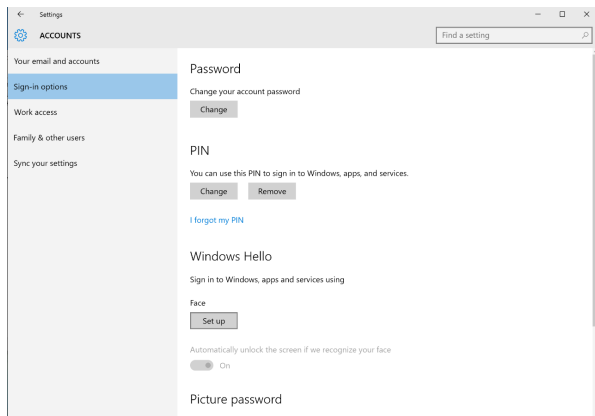 Settings
ACCOUNTS
Find a setting
Your email and accounts
Sign-in options
Work access
Family & other users
Sync your settings
Password
Change your account password
Change
PIN
You can use this PIN to sign in to Windows, apps, and services.
Change Remove
I forgot my PIN
Windows Hello
Sign in to Windows, apps and services using
Face
Set up
Automatically unlock the screen if we recognize your face
On
Picture password